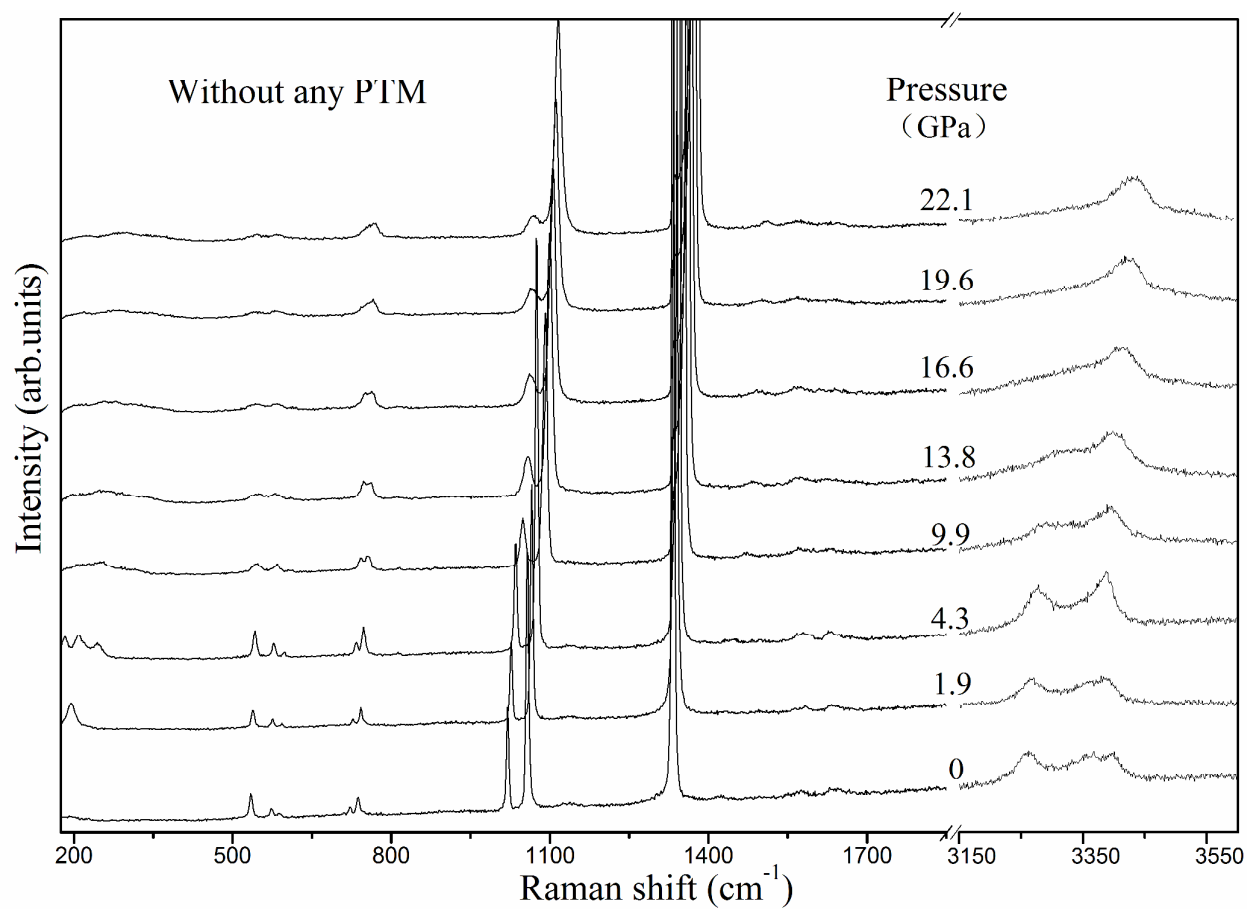 Without any PTM
Pressure
（GPa）
22.1
19.6
16.6
13.8
9.9
4.3
1.9
0
Intensity (arb.units)
200 500 800 1100 1400 1700 3150 3350 3550
Raman shift (cm⁻¹)